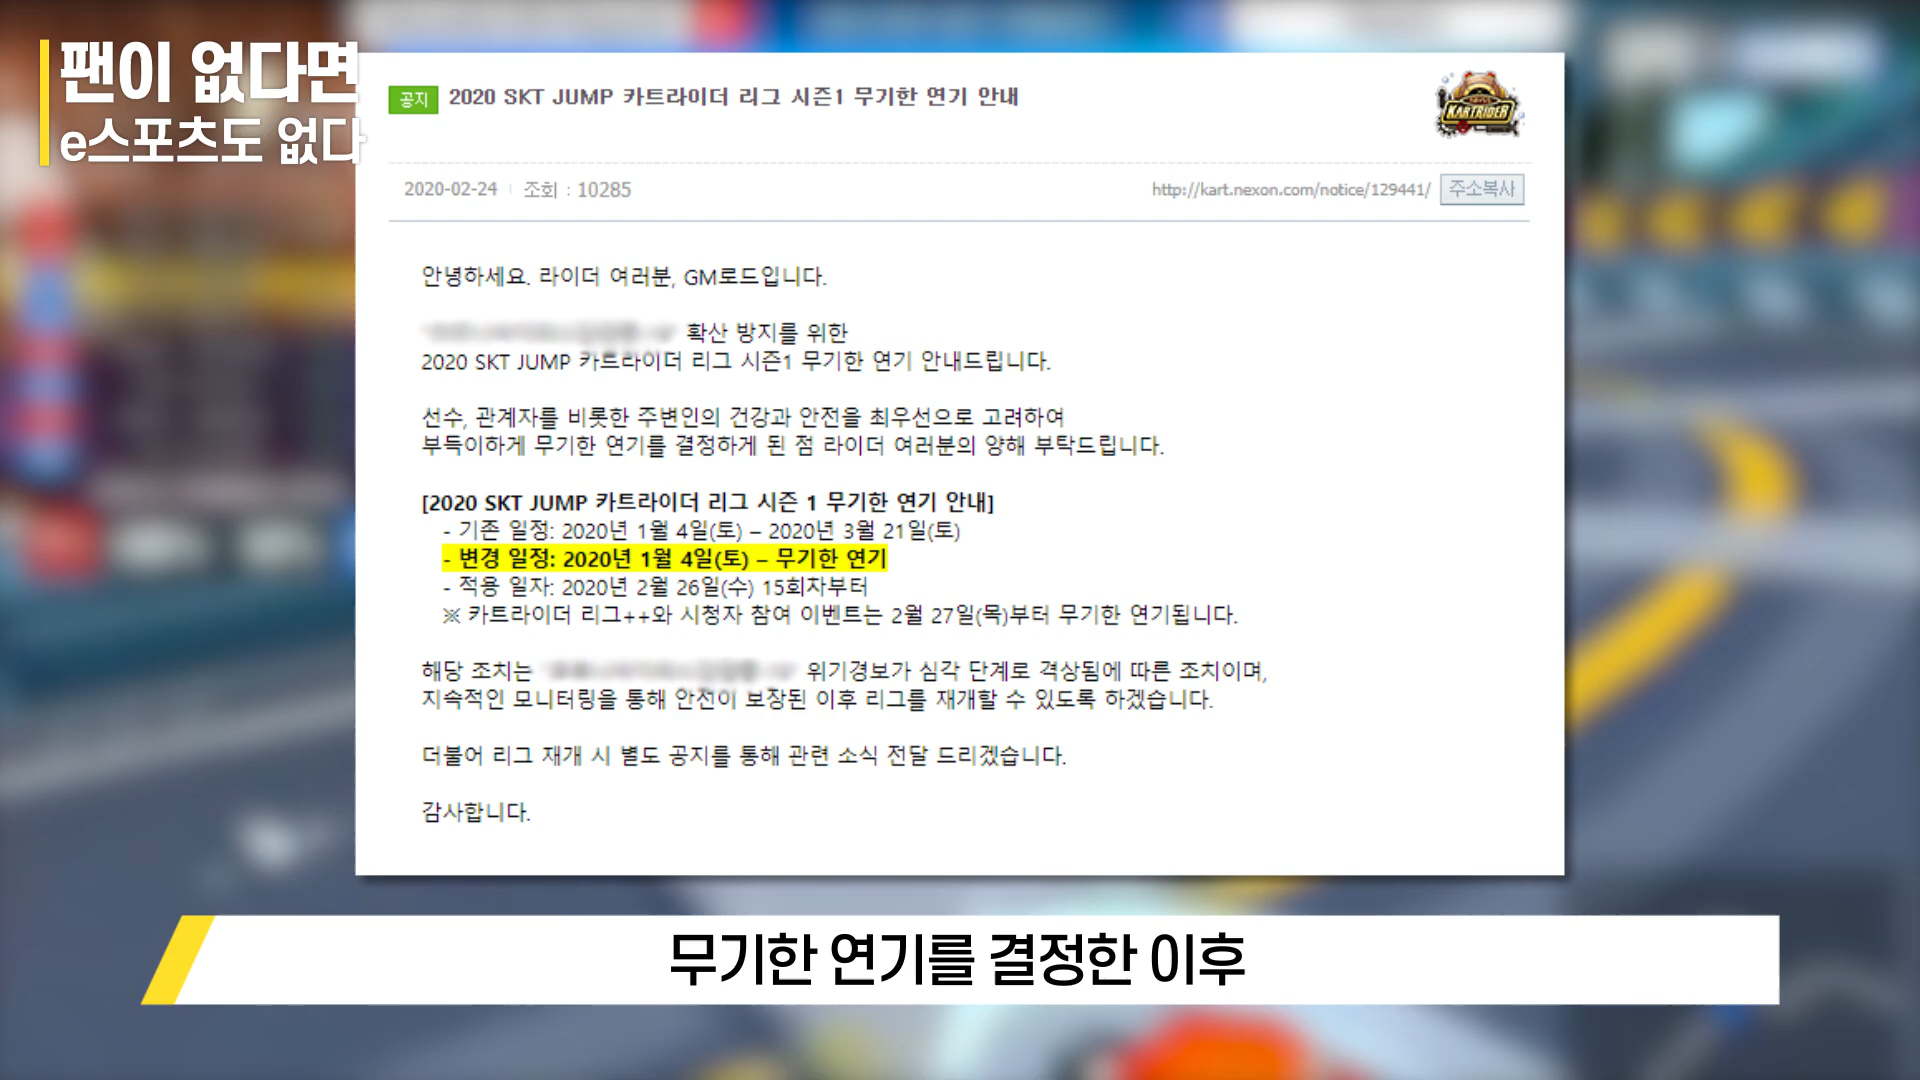 팬이 없다면
e스포츠도 없다
공지 2020 SKT JUMP 카트라이더 리그 시즌1 무기한 연기 안내
KARTRIDER
2020-02-24 조회 : 10285
http://kart.nexon.com/notice/129441/ 주소복사
안녕하세요. 라이더 여러분, GM로드입니다.
확산 방지를 위한
2020 SKT JUMP 카트라이더 리그 시즌1 무기한 연기 안내드립니다.
선수, 관계자를 비롯한 주변인의 건강과 안전을 최우선으로 고려하여
부득이하게 무기한 연기를 결정하게 된 점 라이더 여러분의 양해 부탁드립니다.
[2020 SKT JUMP 카트라이더 리그 시즌 1 무기한 연기 안내]
- 기존 일정: 2020년 1월 4일(토) – 2020년 3월 21일(토)
- 변경 일정: 2020년 1월 4일(토) – 무기한 연기
- 적용 일자: 2020년 2월 26일(수) 15회차부터
※ 카트라이더 리그++와 시청자 참여 이벤트는 2월 27일(목)부터 무기한 연기됩니다.
해당 조치는 위기경보가 심각 단계로 격상됨에 따른 조치이며,
지속적인 모니터링을 통해 안전이 보장된 이후 리그를 재개할 수 있도록 하겠습니다.
더불어 리그 재개 시 별도 공지를 통해 관련 소식 전달 드리겠습니다.
감사합니다.
무기한 연기를 결정한 이후